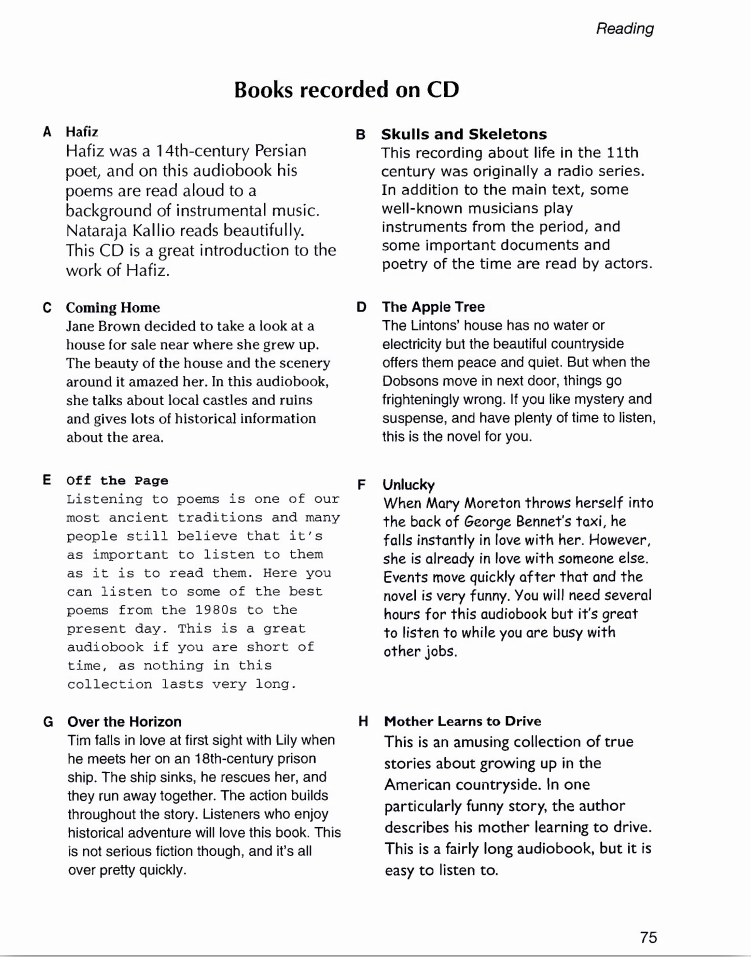 Reading
Books recorded on CD
A Hafiz
Hafiz was a 14th-century Persian
poet, and on this audiobook his
poems are read aloud to a
background of instrumental music.
Nataraja Kallio reads beautifully.
This CD is a great introduction to the
work of Hafiz.
B Skulls and Skeletons
This recording about life in the 11th
century was originally a radio series.
In addition to the main text, some
well-known musicians play
instruments from the period, and
some important documents and
poetry of the time are read by actors.
C Coming Home
Jane Brown decided to take a look at a
house for sale near where she grew up.
The beauty of the house and the scenery
around it amazed her. In this audiobook,
she talks about local castles and ruins
and gives lots of historical information
about the area.
D The Apple Tree
The Lintons' house has no water or
electricity but the beautiful countryside
offers them peace and quiet. But when the
Dobsons move in next door, things go
frighteningly wrong. If you like mystery and
suspense, and have plenty of time to listen,
this is the novel for you.
E Off the Page
Listening to poems is one of our
most ancient traditions and many
people still believe that it's
as important to listen to them
as it is to read them. Here you
can listen to some of the best
poems from the 1980s to the
present day. This is a great
audiobook if you are short of
time, as nothing in this
collection lasts very long.
F Unlucky
When Mary Moreton throws herself into
the back of George Bennet's taxi, he
falls instantly in love with her. However,
she is already in love with someone else.
Events move quickly after that and the
novel is very funny. You will need several
hours for this audiobook but it's great
to listen to while you are busy with
other jobs.
G Over the Horizon
Tim falls in love at first sight with Lily when
he meets her on an 18th-century prison
ship. The ship sinks, he rescues her, and
they run away together. The action builds
throughout the story. Listeners who enjoy
historical adventure will love this book. This
is not serious fiction though, and it's all
over pretty quickly.
H Mother Learns to Drive
This is an amusing collection of true
stories about growing up in the
American countryside. In one
particularly funny story, the author
describes his mother learning to drive.
This is a fairly long audiobook, but it is
easy to listen to.
75